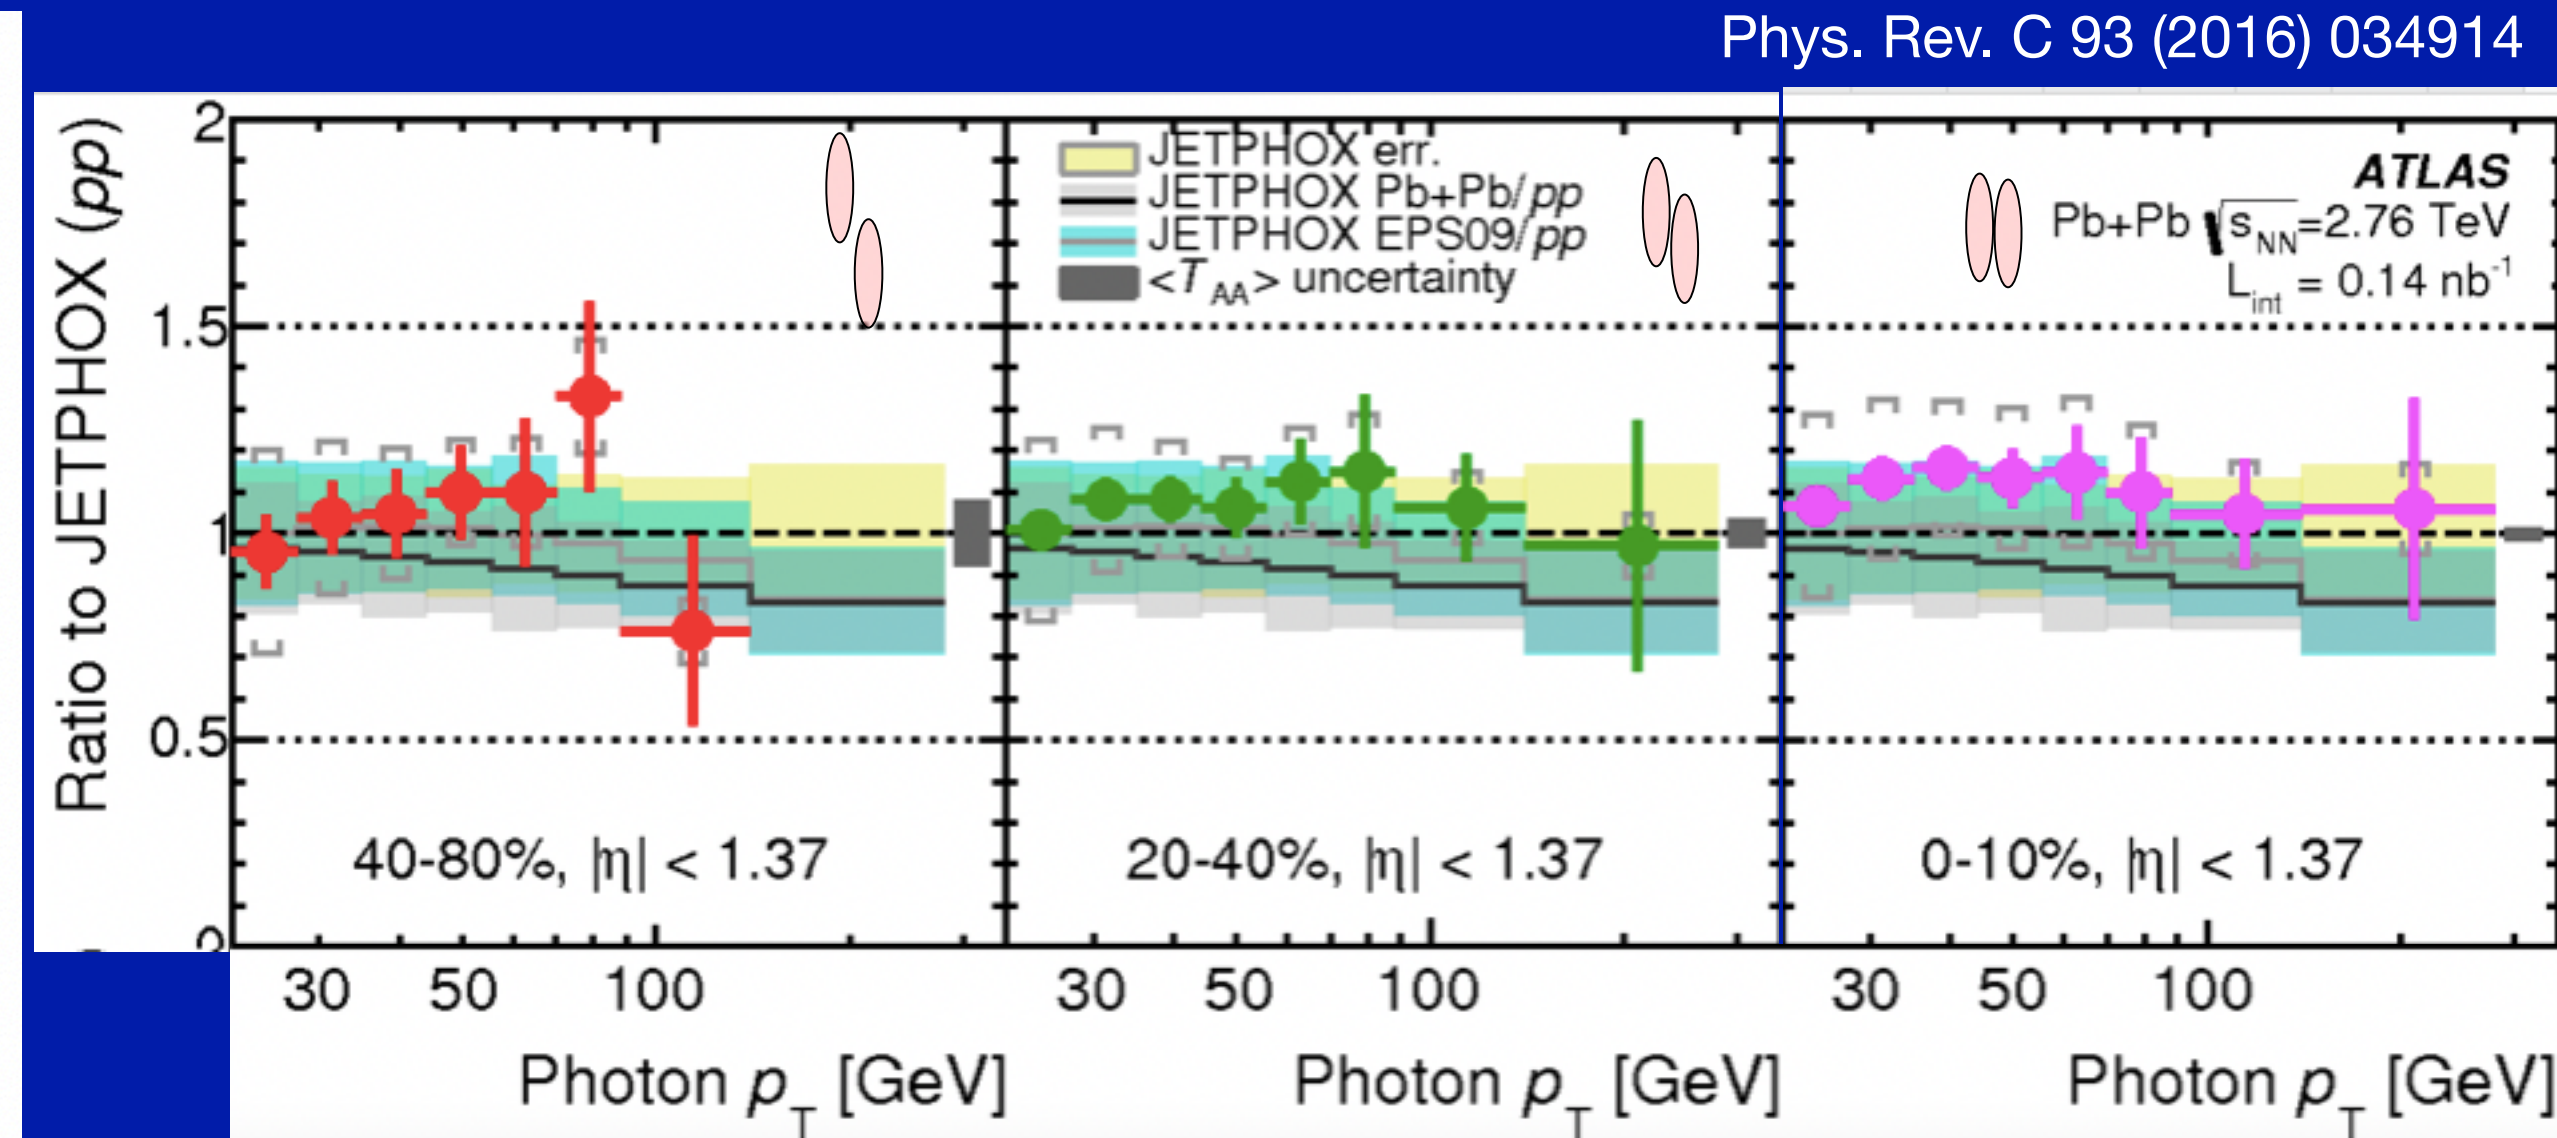 Phys. Rev. C 93 (2016) 034914
Ratio to JETPHOX (pp)
2
1.5
1
0.5
0
JETPHOX err.
JETPHOX Pb+Pb/pp
JETPHOX EPS09/pp
<T_AA> uncertainty
ATLAS
Pb+Pb √s_NN=2.76 TeV
L_int = 0.14 nb⁻¹
40-80%, |η| < 1.37
20-40%, |η| < 1.37
0-10%, |η| < 1.37
30 50 100
30 50 100
30 50 100
Photon p_T [GeV]
Photon p_T [GeV]
Photon p_T [GeV]